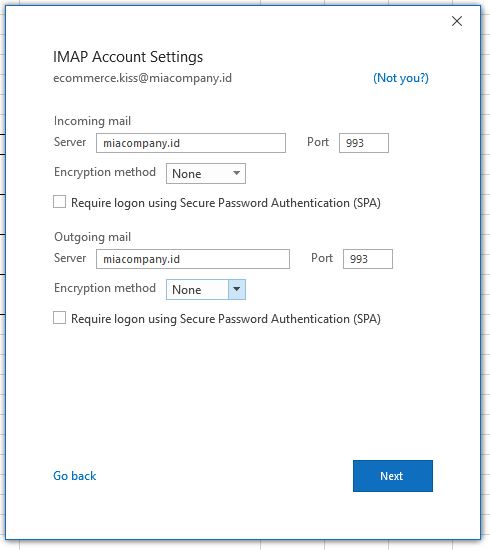 IMAP Account Settings
ecommerce.kiss@miacompany.id (Not you?)
Incoming mail
Server miacompany.id Port 993
Encryption method None
Require logon using Secure Password Authentication (SPA)
Outgoing mail
Server miacompany.id Port 993
Encryption method None
Require logon using Secure Password Authentication (SPA)
Go back Next